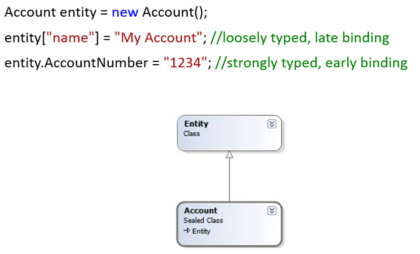 Account entity = new Account();
entity["name"] = "My Account"; //loosely typed, late binding
entity.AccountNumber = "1234"; //strongly typed, early binding
Entity
Class
Account
Sealed Class
Entity